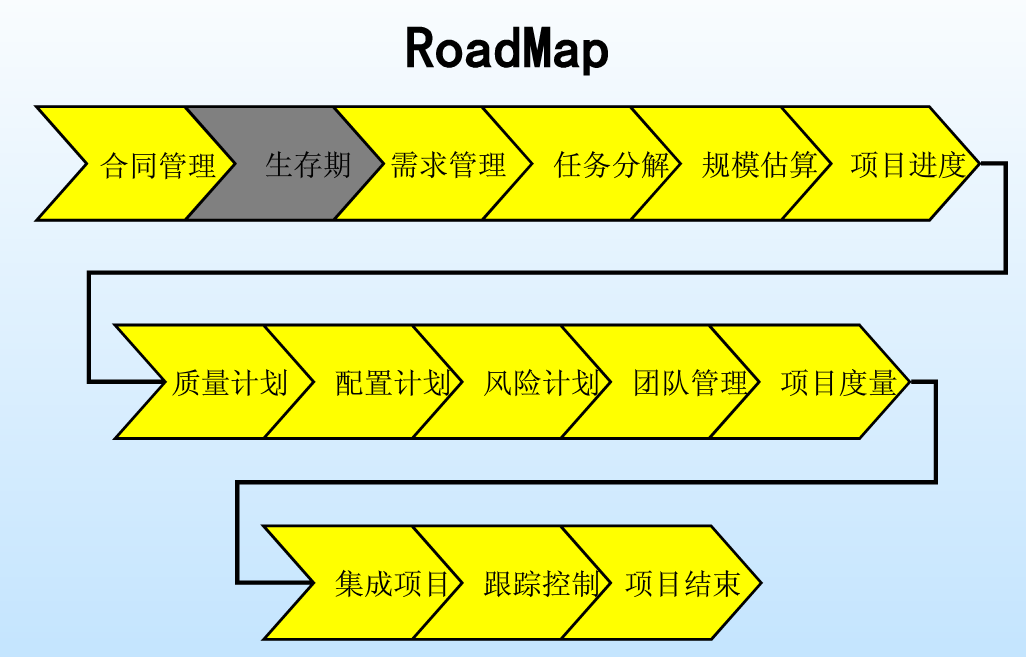 RoadMap
合同管理 生存期 需求管理 任务分解 规模估算 项目进度
质量计划 配置计划 风险计划 团队管理 项目度量
集成项目 跟踪控制 项目结束